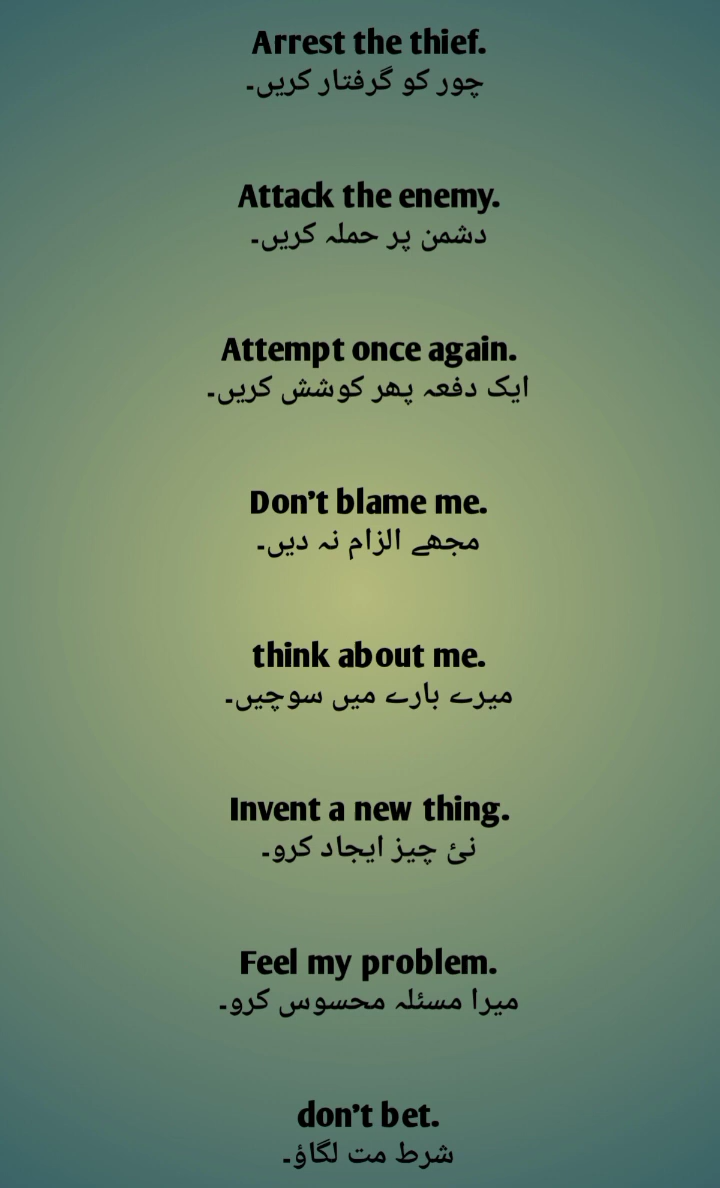 Arrest the thief.
چور کو گرفتار کریں۔
Attack the enemy.
دشمن پر حملہ کریں۔
Attempt once again.
ایک دفعہ پھر کوشش کریں۔
Don't blame me.
مجھے الزام نہ دیں۔
think about me.
میرے بارے میں سوچیں۔
Invent a new thing.
نئ چیز ایجاد کرو۔
Feel my problem.
میرا مسئلہ محسوس کرو۔
don't bet.
شرط مت لگاؤ۔